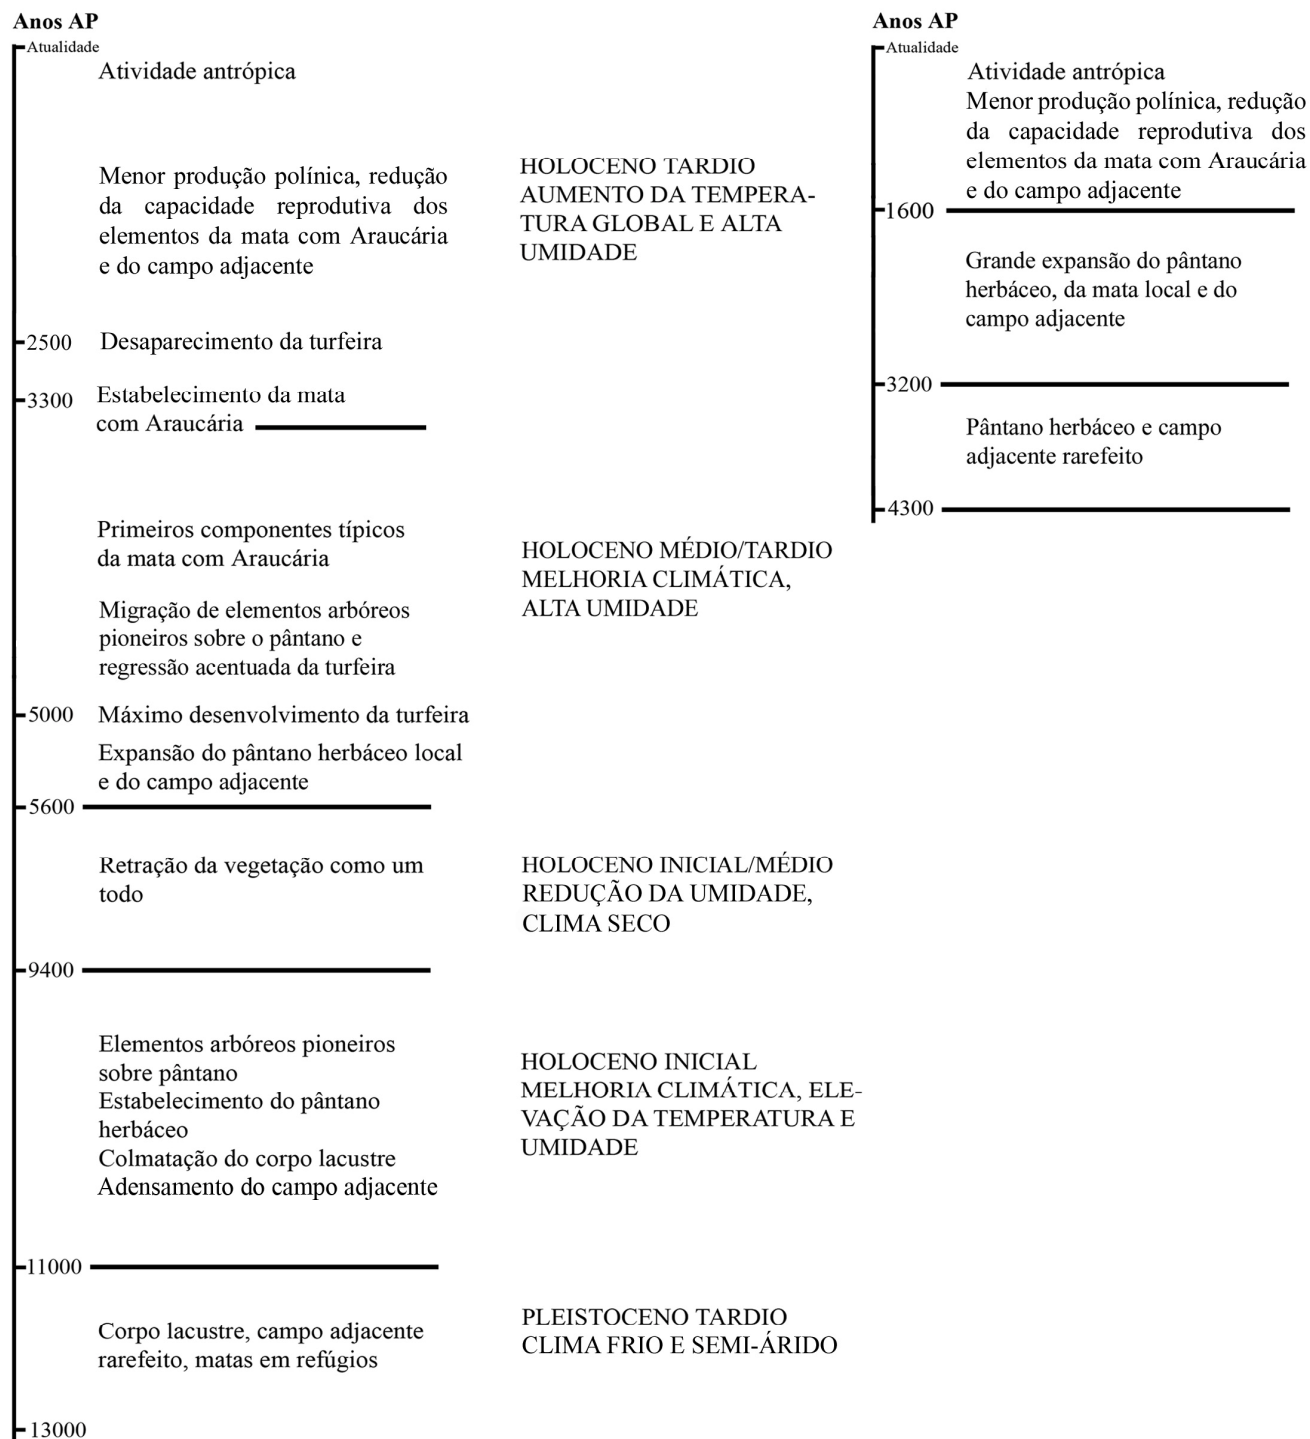 Anos AP
Atualidade
Atividade antrópica
Menor produção polínica, redução
da capacidade reprodutiva dos
elementos da mata com Araucária
e do campo adjacente
2500
Desaparecimento da turfeira
3300
Estabelecimento da mata
com Araucária
Primeiros componentes típicos
da mata com Araucária
Migração de elementos arbóreos
pioneiros sobre o pântano e
regressão acentuada da turfeira
5000
Máximo desenvolvimento da turfeira
Expansão do pântano herbáceo local
e do campo adjacente
5600
Retração da vegetação como um
todo
9400
Elementos arbóreos pioneiros
sobre pântano
Estabelecimento do pântano
herbáceo
Colmatação do corpo lacustre
Adensamento do campo adjacente
11000
Corpo lacustre, campo adjacente
rarefeito, matas em refúgios
13000
HOLOCENO TARDIO
AUMENTO DA TEMPERA-
TURA GLOBAL E ALTA
UMIDADE
HOLOCENO MÉDIO/TARDIO
MELHORIA CLIMÁTICA,
ALTA UMIDADE
HOLOCENO INICIAL/MÉDIO
REDUÇÃO DA UMIDADE,
CLIMA SECO
HOLOCENO INICIAL
MELHORIA CLIMÁTICA, ELE-
VAÇÃO DA TEMPERATURA E
UMIDADE
PLEISTOCENO TARDIO
CLIMA FRIO E SEMI-ÁRIDO
Anos AP
Atualidade
Atividade antrópica
Menor produção polínica, redução
da capacidade reprodutiva dos
elementos da mata com Araucária
e do campo adjacente
1600
Grande expansão do pântano
herbáceo, da mata local e do
campo adjacente
3200
Pântano herbáceo e campo
adjacente rarefeito
4300